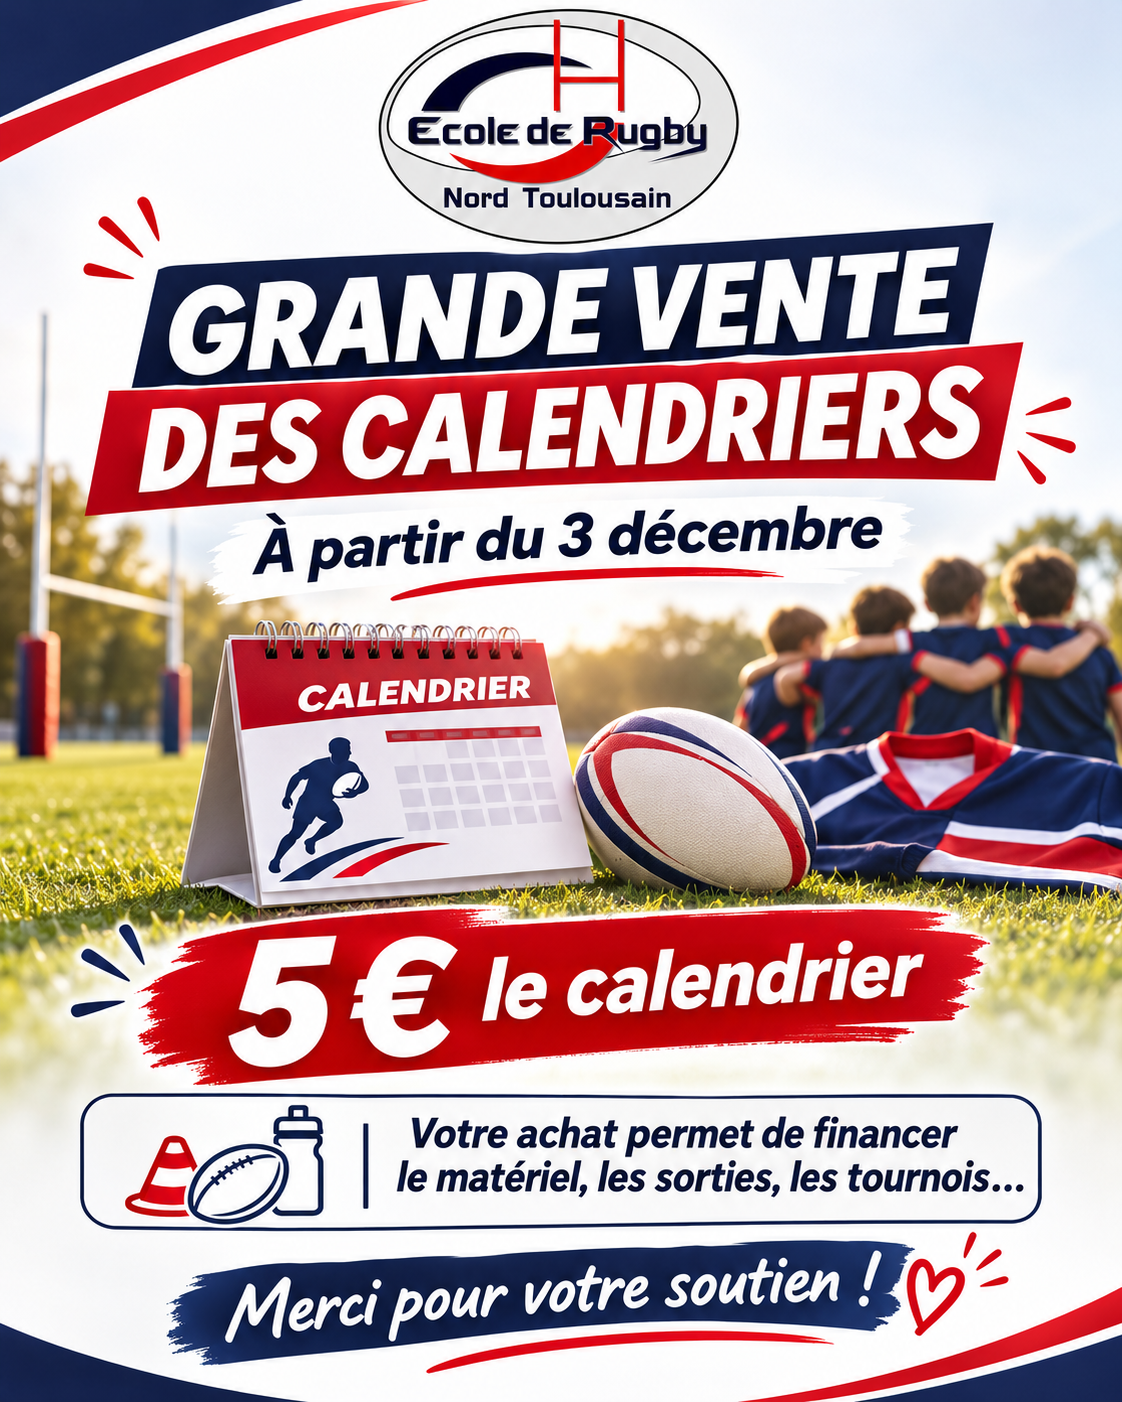 Ecole de Rugby
Nord Toulousain
GRANDE VENTE
DES CALENDRIERS
À partir du 3 décembre
CALENDRIER
5€ le calendrier
Votre achat permet de financer
le matériel, les sorties, les tournois...
Merci pour votre soutien !